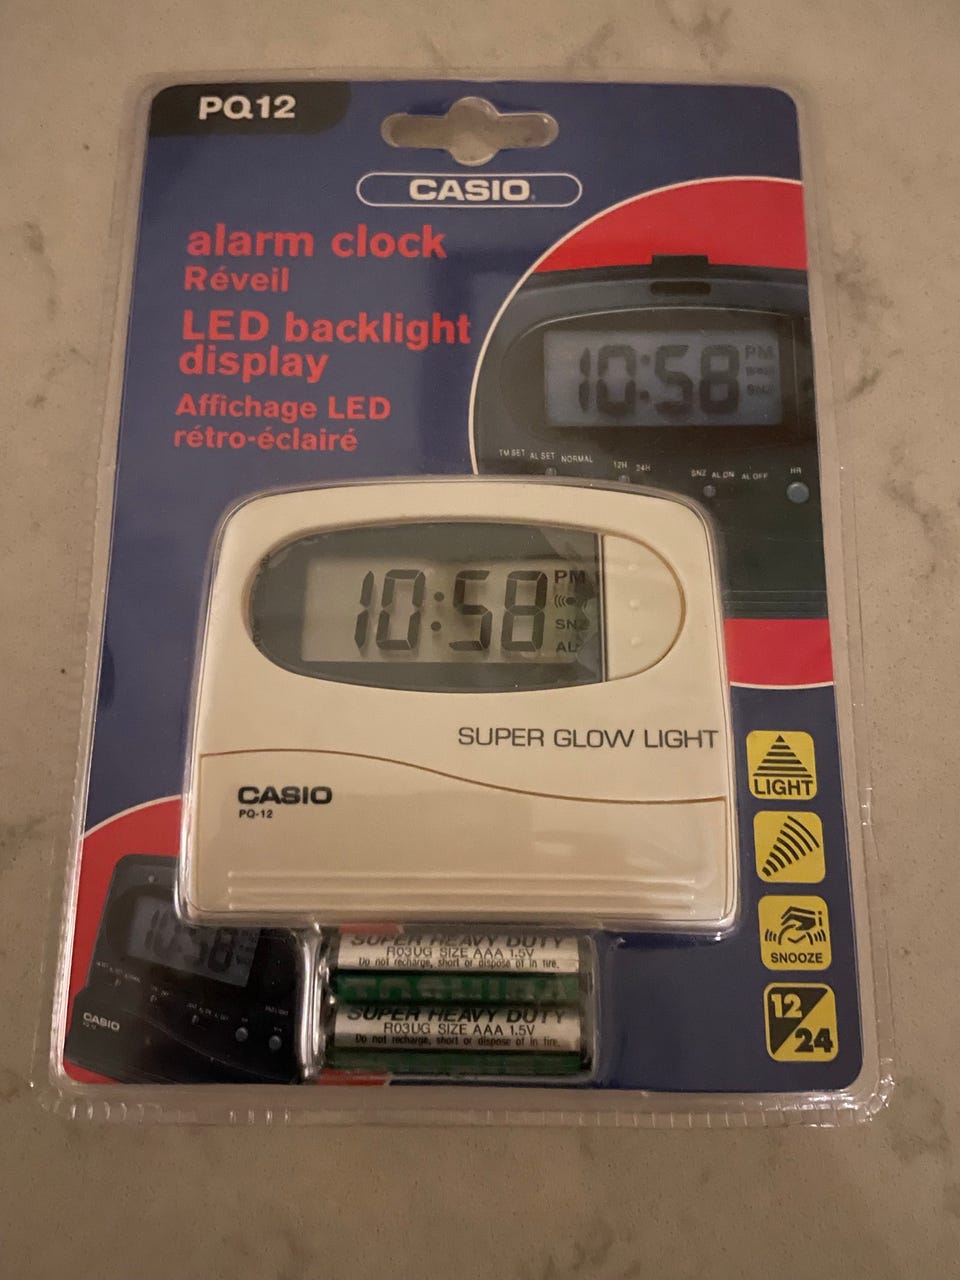 PQ12
CASIO
alarm clock
Réveil
LED backlight
display
Affichage LED
rétro-éclairé
10:58 PM
SNZ
TM SET AL SET NORMAL
12H 24H
SNZ AL ON AL OFF
HR
10:58 PM
SNZ
AL
SUPER GLOW LIGHT
CASIO
PQ-12
LIGHT
SNOOZE
12
24
10:58
CASIO
SUPER HEAVY DUTY
R03UG SIZE AAA 1.5V
Do not recharge, short or dispose of in fire.
TOSHIBA
SUPER HEAVY DUTY
R03UG SIZE AAA 1.5V
Do not recharge, short or dispose of in fire.